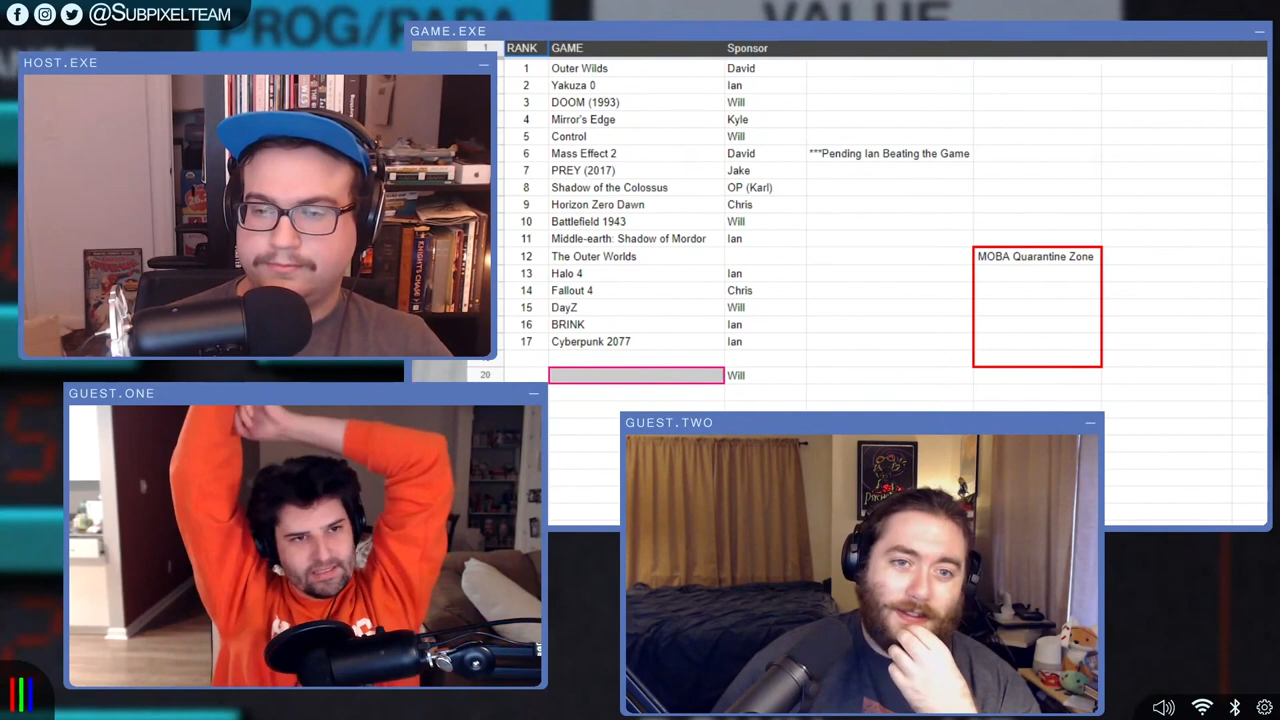 @SUBPIXELTEAM
PROG/PARA
VALUE
GAME.EXE
HOST.EXE
1 RANK GAME Sponsor
1 Outer Wilds David
2 Yakuza 0 Ian
3 DOOM (1993) Will
4 Mirror's Edge Kyle
5 Control Will
6 Mass Effect 2 David ***Pending Ian Beating the Game
7 PREY (2017) Jake
8 Shadow of the Colossus OP (Karl)
9 Horizon Zero Dawn Chris
10 Battlefield 1943 Will
11 Middle-earth: Shadow of Mordor Ian
12 The Outer Worlds MOBA Quarantine Zone
13 Halo 4 Ian
14 Fallout 4 Chris
15 DayZ Will
16 BRINK Ian
17 Cyberpunk 2077 Ian
20 Will
KNIGHTS
GUEST.ONE
GUEST.TWO